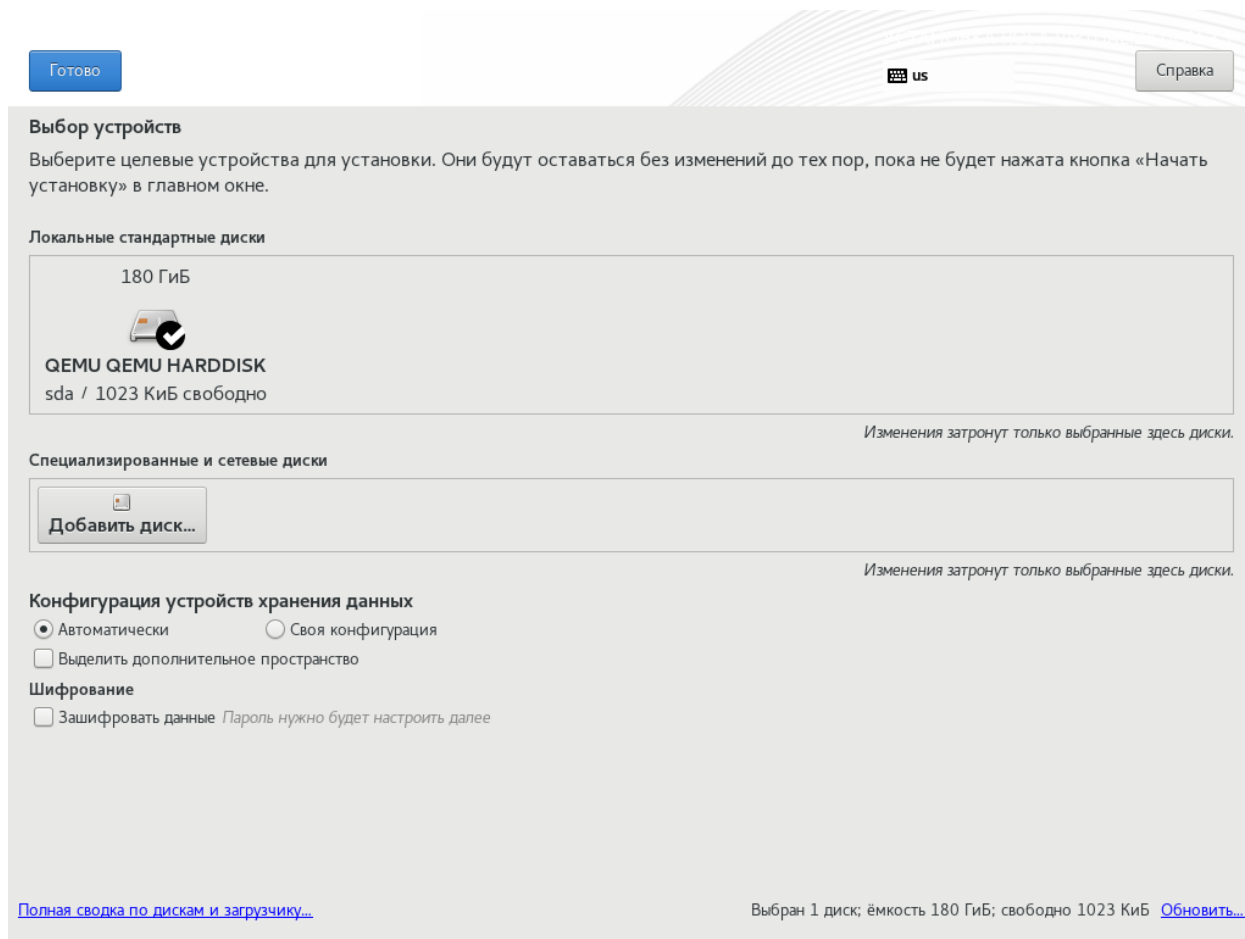 Готово
us
Справка
Выбор устройств
Выберите целевые устройства для установки. Они будут оставаться без изменений до тех пор, пока не будет нажата кнопка «Начать
установку» в главном окне.
Локальные стандартные диски
180 ГиБ
QEMU QEMU HARDDISK
sda / 1023 КиБ свободно
Изменения затронут только выбранные здесь диски.
Специализированные и сетевые диски
Добавить диск...
Изменения затронут только выбранные здесь диски.
Конфигурация устройств хранения данных
Автоматически Своя конфигурация
Выделить дополнительное пространство
Шифрование
Зашифровать данные Пароль нужно будет настроить далее
Полная сводка по дискам и загрузчику... Выбран 1 диск; ёмкость 180 ГиБ; свободно 1023 КиБ Обновить...